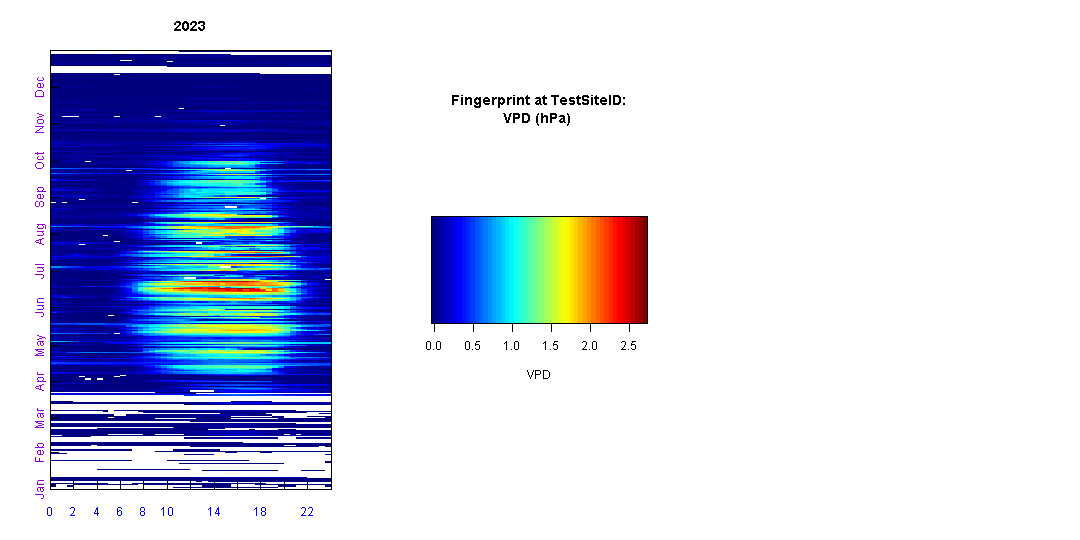 2023
Fingerprint at TestSiteID:
VPD (hPa)
Dec
Nov
Oct
Sep
Aug
Jul
Jun
May
Apr
Mar
Feb
Jan
0 2 4 6 8 10 14 18 22
0.0 0.5 1.0 1.5 2.0 2.5
VPD